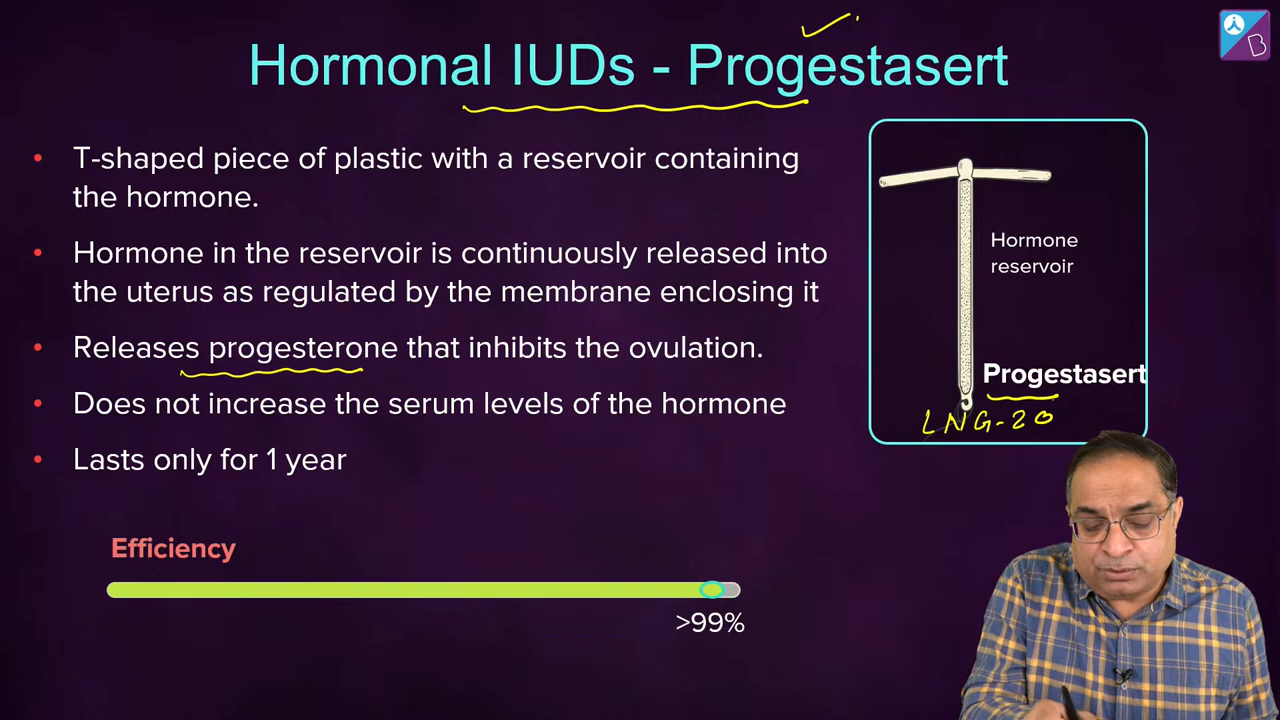 Hormonal IUDs - Progestasert
T-shaped piece of plastic with a reservoir containing
the hormone.
Hormone in the reservoir is continuously released into
the uterus as regulated by the membrane enclosing it
Releases progesterone that inhibits the ovulation.
Does not increase the serum levels of the hormone
Lasts only for 1 year
Hormone
reservoir
Progestasert
LNG-20
Efficiency
>99%
B